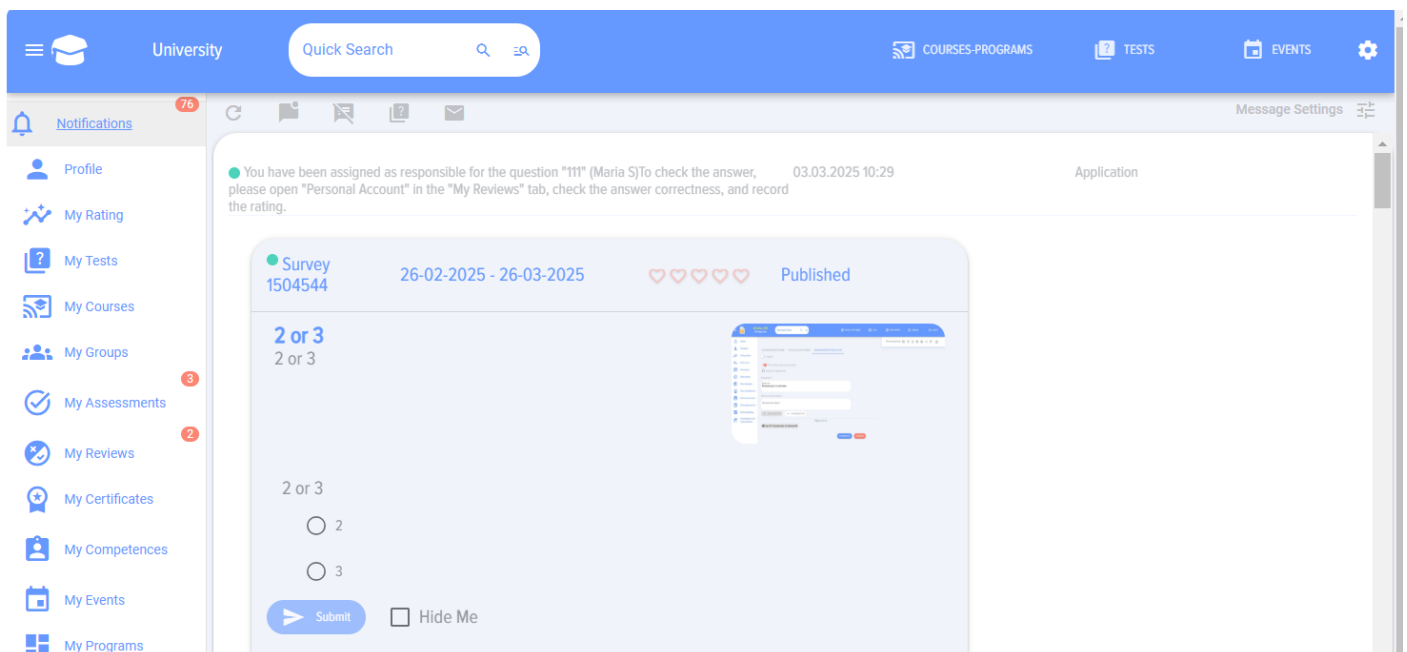 University
Quick Search
COURSES-PROGRAMS
TESTS
EVENTS
76
Notifications
Profile
My Rating
My Tests
My Courses
My Groups
3
My Assessments
2
My Reviews
My Certificates
My Competences
My Events
My Programs
Message Settings
You have been assigned as responsible for the question "111" (Maria S)To check the answer,
please open "Personal Account" in the "My Reviews" tab, check the answer correctness, and record
the rating.
03.03.2025 10:29
Application
Survey
1504544
26-02-2025 - 26-03-2025
Published
2 or 3
2 or 3
2 or 3
2
3
Submit
Hide Me